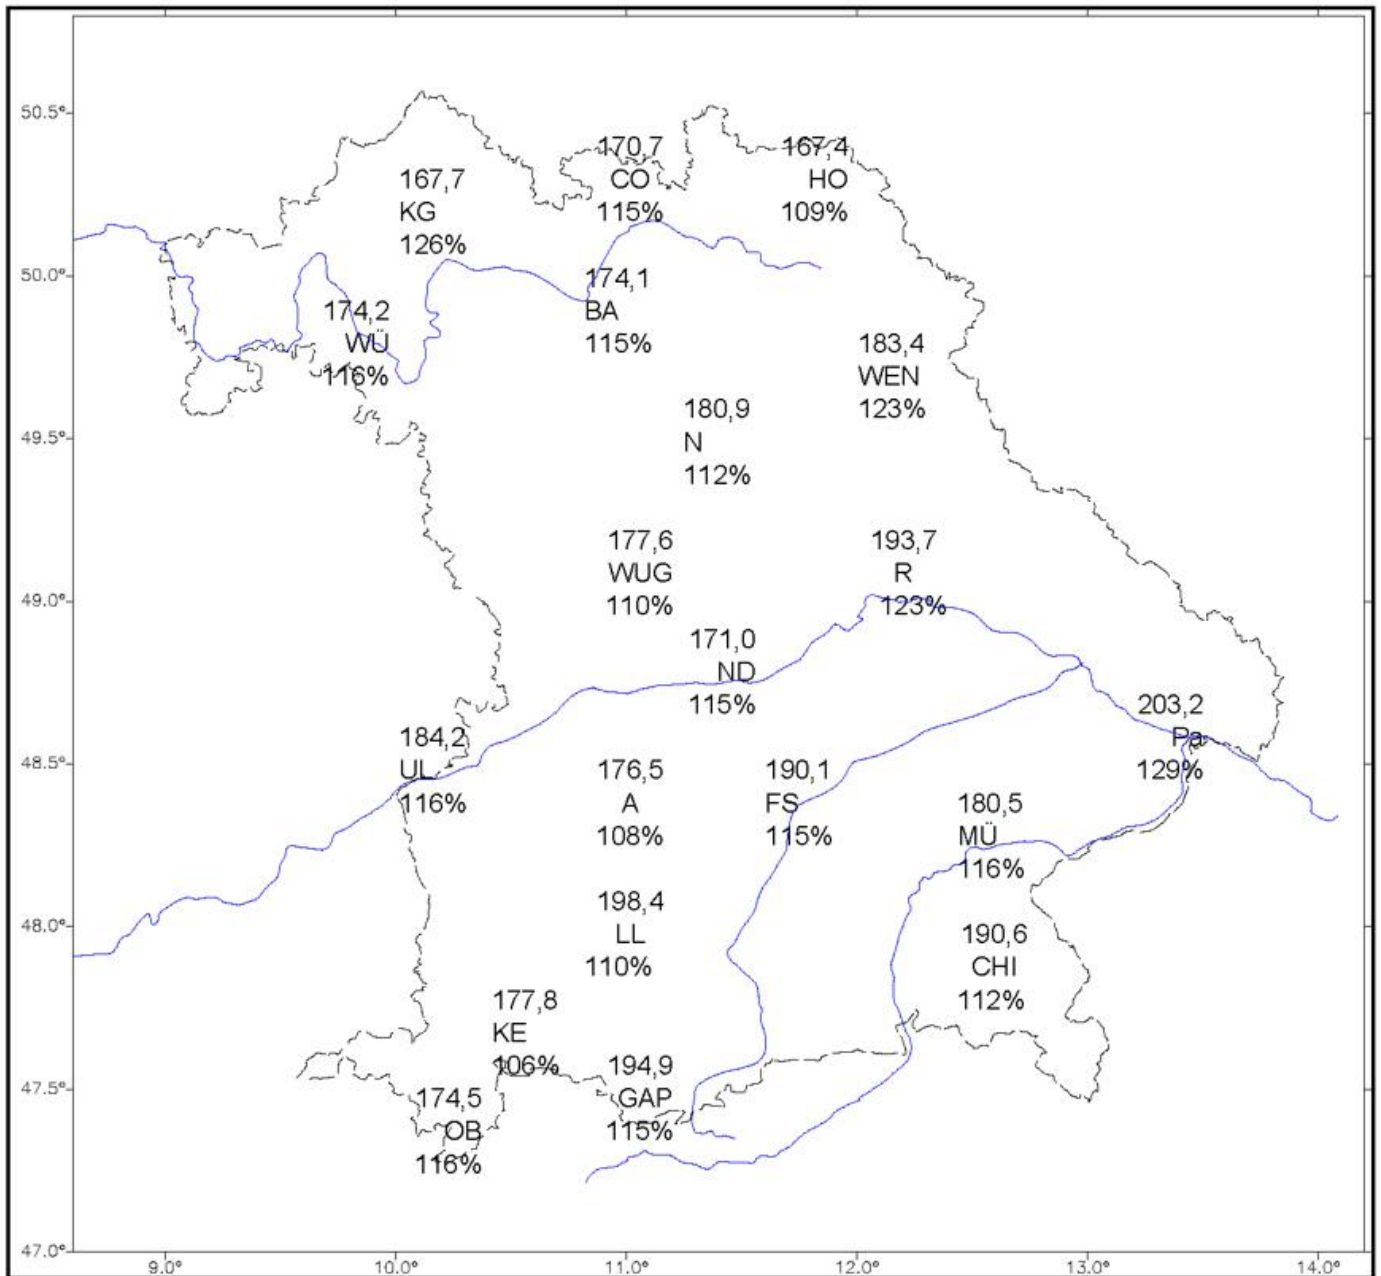 50.5°
170,7
CO
115%
167,4
HO
109%
167,7
KG
126%
50.0°
174,1
BA
115%
174,2
WÜ
116%
183,4
WEN
123%
180,9
N
112%
49.5°
177,6
WUG
110%
193,7
R
123%
49.0°
171,0
ND
115%
203,2
Pa
129%
184,2
UL
116%
48.5°
176,5
A
108%
190,1
FS
115%
180,5
MÜ
116%
198,4
LL
110%
48.0°
190,6
CHI
112%
177,8
KE
106%
194,9
GAP
115%
47.5°
174,5
OB
116%
47.0°
9.0°
10.0°
11.0°
12.0°
13.0°
14.0°